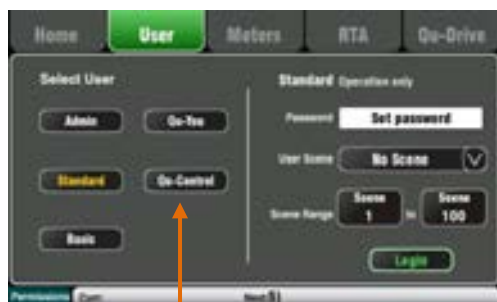 Home User Meters RTA Qu-Drive
Select User
Admin Qu-You
Standard Qu-Control
Basic
Standard Operation only
Password Set password
User Scene No Scene
Scene Range Scene 1 to Scene 100
Login
Permissions